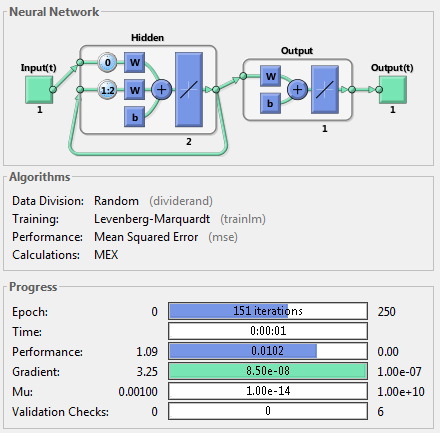 Neural Network
Hidden
Output
Input(t)
Output(t)
0
W
1:2
W
b
+
W
b
+
1
2
1
1
Algorithms
Data Division: Random (dividerand)
Training: Levenberg-Marquardt (trainlm)
Performance: Mean Squared Error (mse)
Calculations: MEX
Progress
Epoch: 0 151 iterations 250
Time: 0:00:01
Performance: 1.09 0.0102 0.00
Gradient: 3.25 8.50e-08 1.00e-07
Mu: 0.00100 1.00e-14 1.00e+10
Validation Checks: 0 0 6